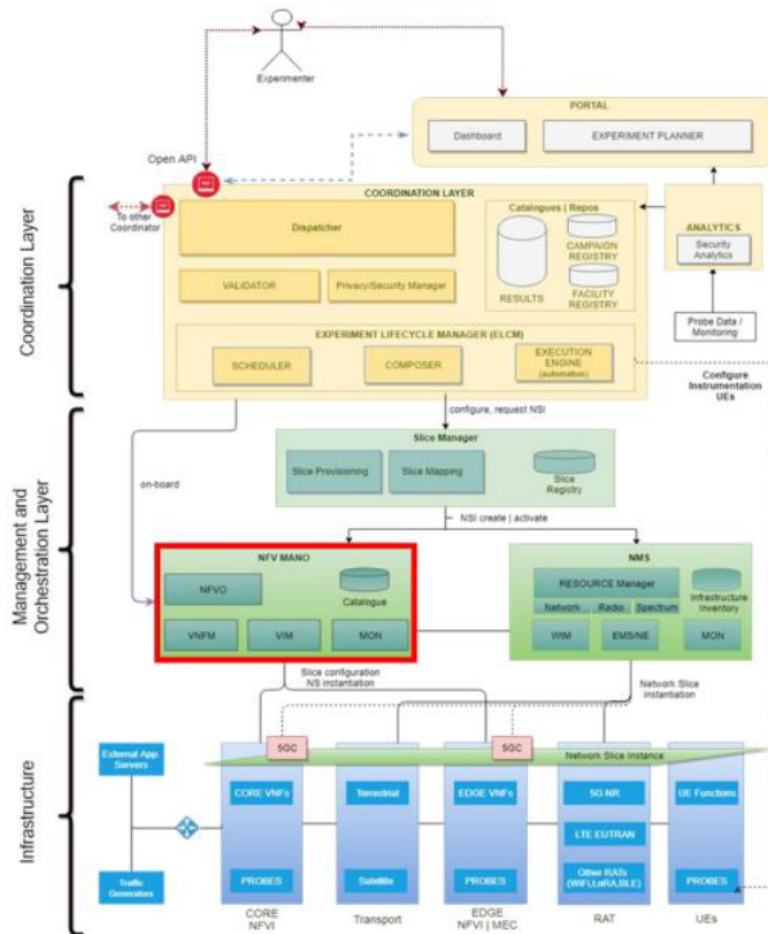 Experimenter
PORTAL
Dashboard
EXPERIMENT PLANNER
Open API
To other
Coordinator
Coordination Layer
COORDINATION LAYER
Dispatcher
Catalogues | Repos
CAMPAIGN
REGISTRY
RESULTS
FACILITY
REGISTRY
VALIDATOR
Privacy/Security Manager
ANALYTICS
Security
Analytics
Probe Data /
Monitoring
EXPERIMENT LIFECYCLE MANAGER (ELCM)
SCHEDULER
COMPOSER
EXECUTION
ENGINE
(automation)
Configure
Instrumentation
UEs
configure, request NSI
Management and
Orchestration Layer
on-board
Slice Manager
Slice Provisioning
Slice Mapping
Slice
Registry
NSI create | activate
NFV MANO
NFVO
Catalogue
VNFM
VIM
MON
NMS
RESOURCE Manager
Network
Radio
Spectrum
Infrastructure
Inventory
WIM
EMS/NE
MON
Slice configuration
NS instantiation
Network Slice
instantiation
Infrastructure
5GC
5GC
Network Slice Instance
External App.
Servers
Traffic
Generators
CORE VNFs
PROBES
CORE
NFVI
Terrestrial
Satellite
Transport
EDGE VNFs
PROBES
EDGE
NFVI | MEC
5G NR
LTE EUTRAN
Other RATs
(WiFi,LoRA,BLE)
RAT
UE Functions
PROBES
UEs